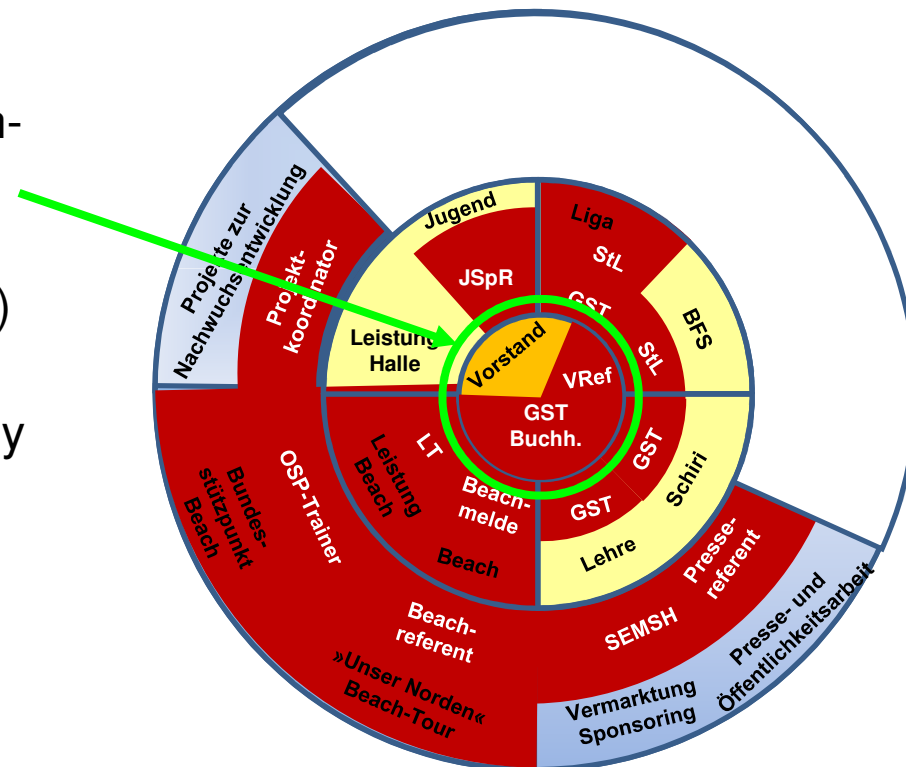 n-
)
y
Projekte zur
Nachwuchsentwicklung
Projekt-
koordinator
Jugend
JSpR
Leistung
Halle
Liga
StL
GST
StL
BFS
Vorstand
VRef
GST
Buchh.
LT
Leistung
Beach
Beach-
melde
Beach
GST
GST
Schiri
Lehre
Bundes-
stützpunkt
Beach
OSP-Trainer
Beach-
referent
»Unser Norden«
Beach-Tour
Presse-
referent
SEMSH
Presse- und
Öffentlichkeitsarbeit
Vermarktung
Sponsoring